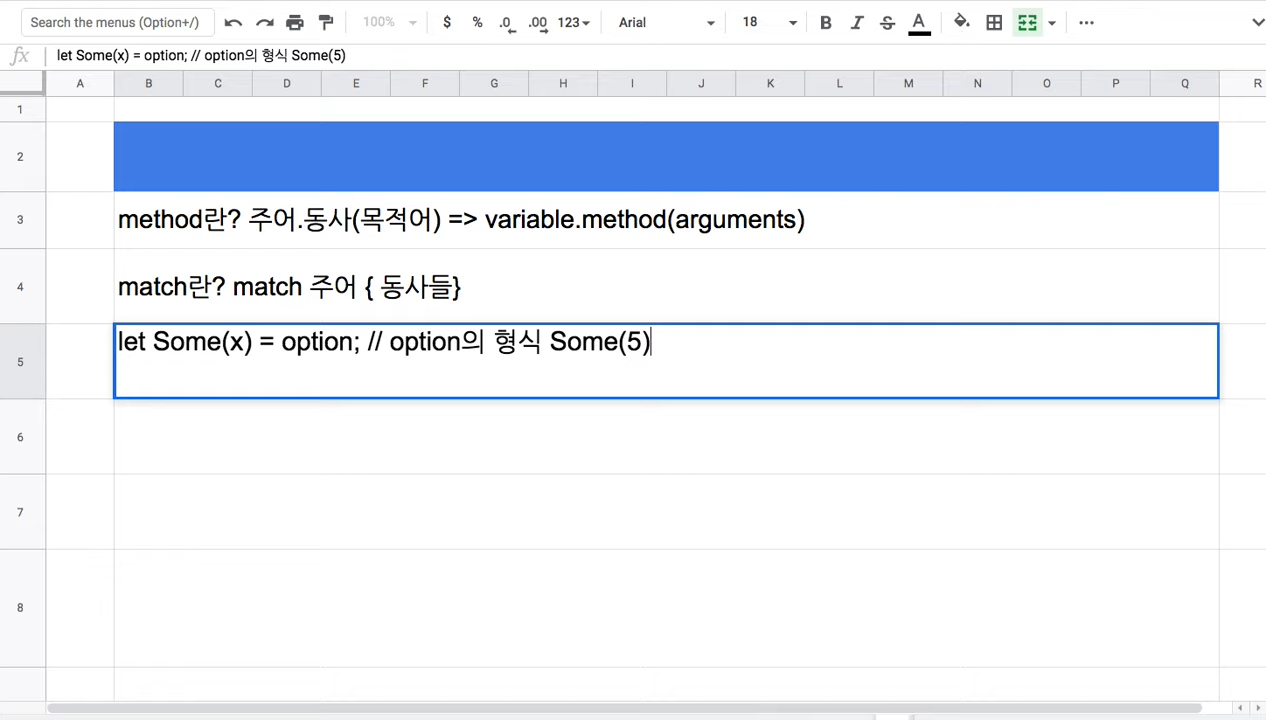 Search the menus (Option+/)
100%
$ % .0 .00 123
Arial
18
B I S A
fx let Some(x) = option; // option의 형식 Some(5)
A B C D E F G H I J K L M N O P Q R
1
2
3 method란? 주어.동사(목적어) => variable.method(arguments)
4 match란? match 주어 { 동사들}
5 let Some(x) = option; // option의 형식 Some(5)
6
7
8